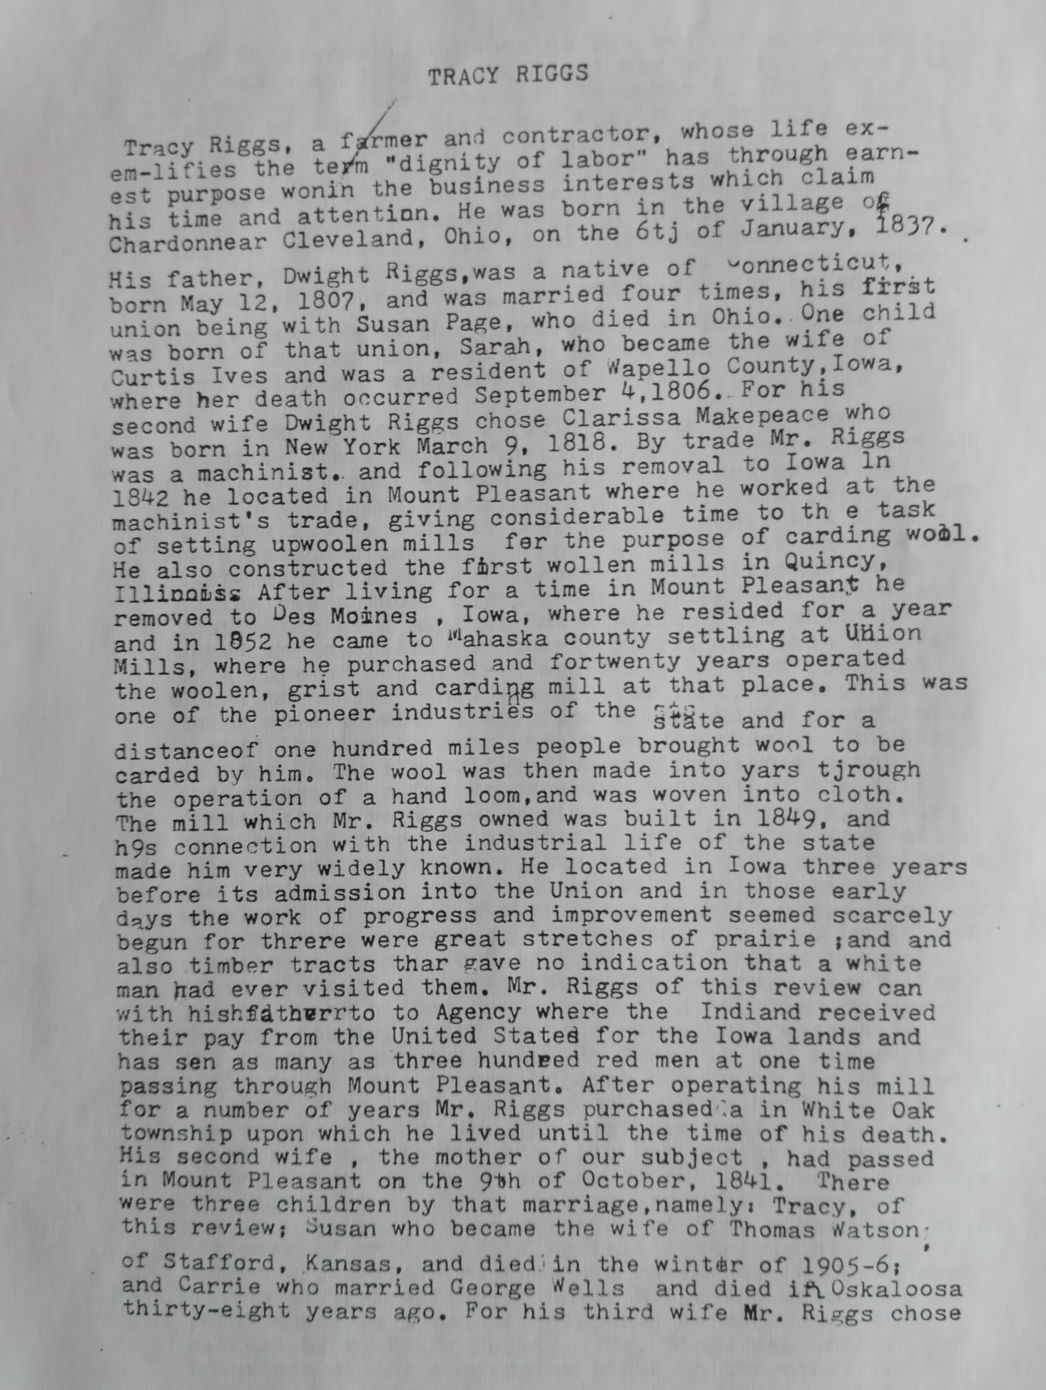 TRACY RIGGS
Tracy Riggs, a farmer and contractor, whose life ex-
em-lifies the term "dignity of labor" has through earn-
est purpose wonin the business interests which claim
his time and attention. He was born in the village of
Chardonnear Cleveland, Ohio, on the 6tj of January, 1837.
His father, Dwight Riggs,was a native of Connecticut,
born May 12, 1807, and was married four times, his first
union being with Susan Page, who died in Ohio. One child
was born of that union, Sarah, who became the wife of
Curtis Ives and was a resident of Wapello County,Iowa,
where her death occurred September 4,1806. For his
second wife Dwight Riggs chose Clarissa Makepeace who
was born in New York March 9, 1818. By trade Mr. Riggs
was a machinist. and following his removal to Iowa in
1842 he located in Mount Pleasant where he worked at the
machinist's trade, giving considerable time to th e task
of setting upwoolen mills for the purpose of carding wool.
He also constructed the first wollen mills in Quincy,
Illinois After living for a time in Mount Pleasant he
removed to Des Moines , Iowa, where he resided for a year
and in 1852 he came to Mahaska county settling at Union
Mills, where he purchased and fortwenty years operated
the woolen, grist and carding mill at that place. This was
one of the pioneer industries of the state and for a
distanceof one hundred miles people brought wool to be
carded by him. The wool was then made into yars tjrough
the operation of a hand loom,and was woven into cloth.
The mill which Mr. Riggs owned was built in 1849, and
h9s connection with the industrial life of the state
made him very widely known. He located in Iowa three years
before its admission into the Union and in those early
days the work of progress and improvement seemed scarcely
begun for threre were great stretches of prairie ;and and
also timber tracts thar gave no indication that a white
man had ever visited them. Mr. Riggs of this review can
with hishfatherrto to Agency where the Indiand received
their pay from the United Stated for the Iowa lands and
has sen as many as three hundred red men at one time
passing through Mount Pleasant. After operating his mill
for a number of years Mr. Riggs purchased a in White Oak
township upon which he lived until the time of his death.
His second wife , the mother of our subject , had passed
in Mount Pleasant on the 9th of October, 1841. There
were three children by that marriage,namely: Tracy, of
this review; Susan who became the wife of Thomas Watson;
of Stafford, Kansas, and died in the winter of 1905-6;
and Carrie who married George Wells and died in Oskaloosa
thirty-eight years ago. For his third wife Mr. Riggs chose